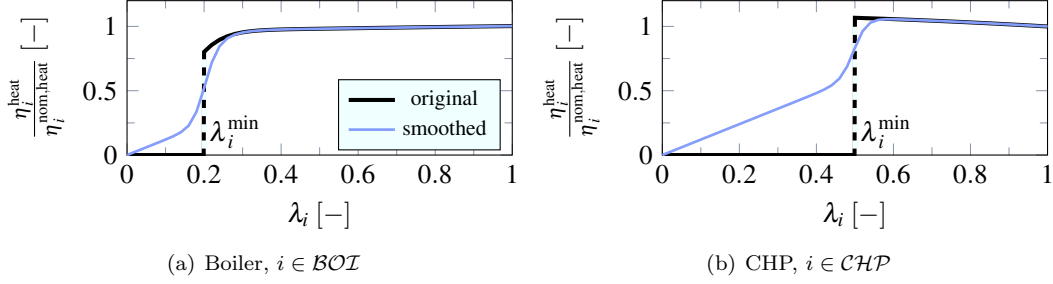 1
0.5
0
η_i^heat / η_i^nom,heat [−]
original
smoothed
λ_i^min
0 0.2 0.4 0.6 0.8 1
λ_i [−]
(a) Boiler, i ∈ ℬ𝒪ℐ
1
0.5
0
η_i^heat / η_i^nom,heat [−]
λ_i^min
0 0.2 0.4 0.6 0.8 1
λ_i [−]
(b) CHP, i ∈ 𝒞ℋ𝒫